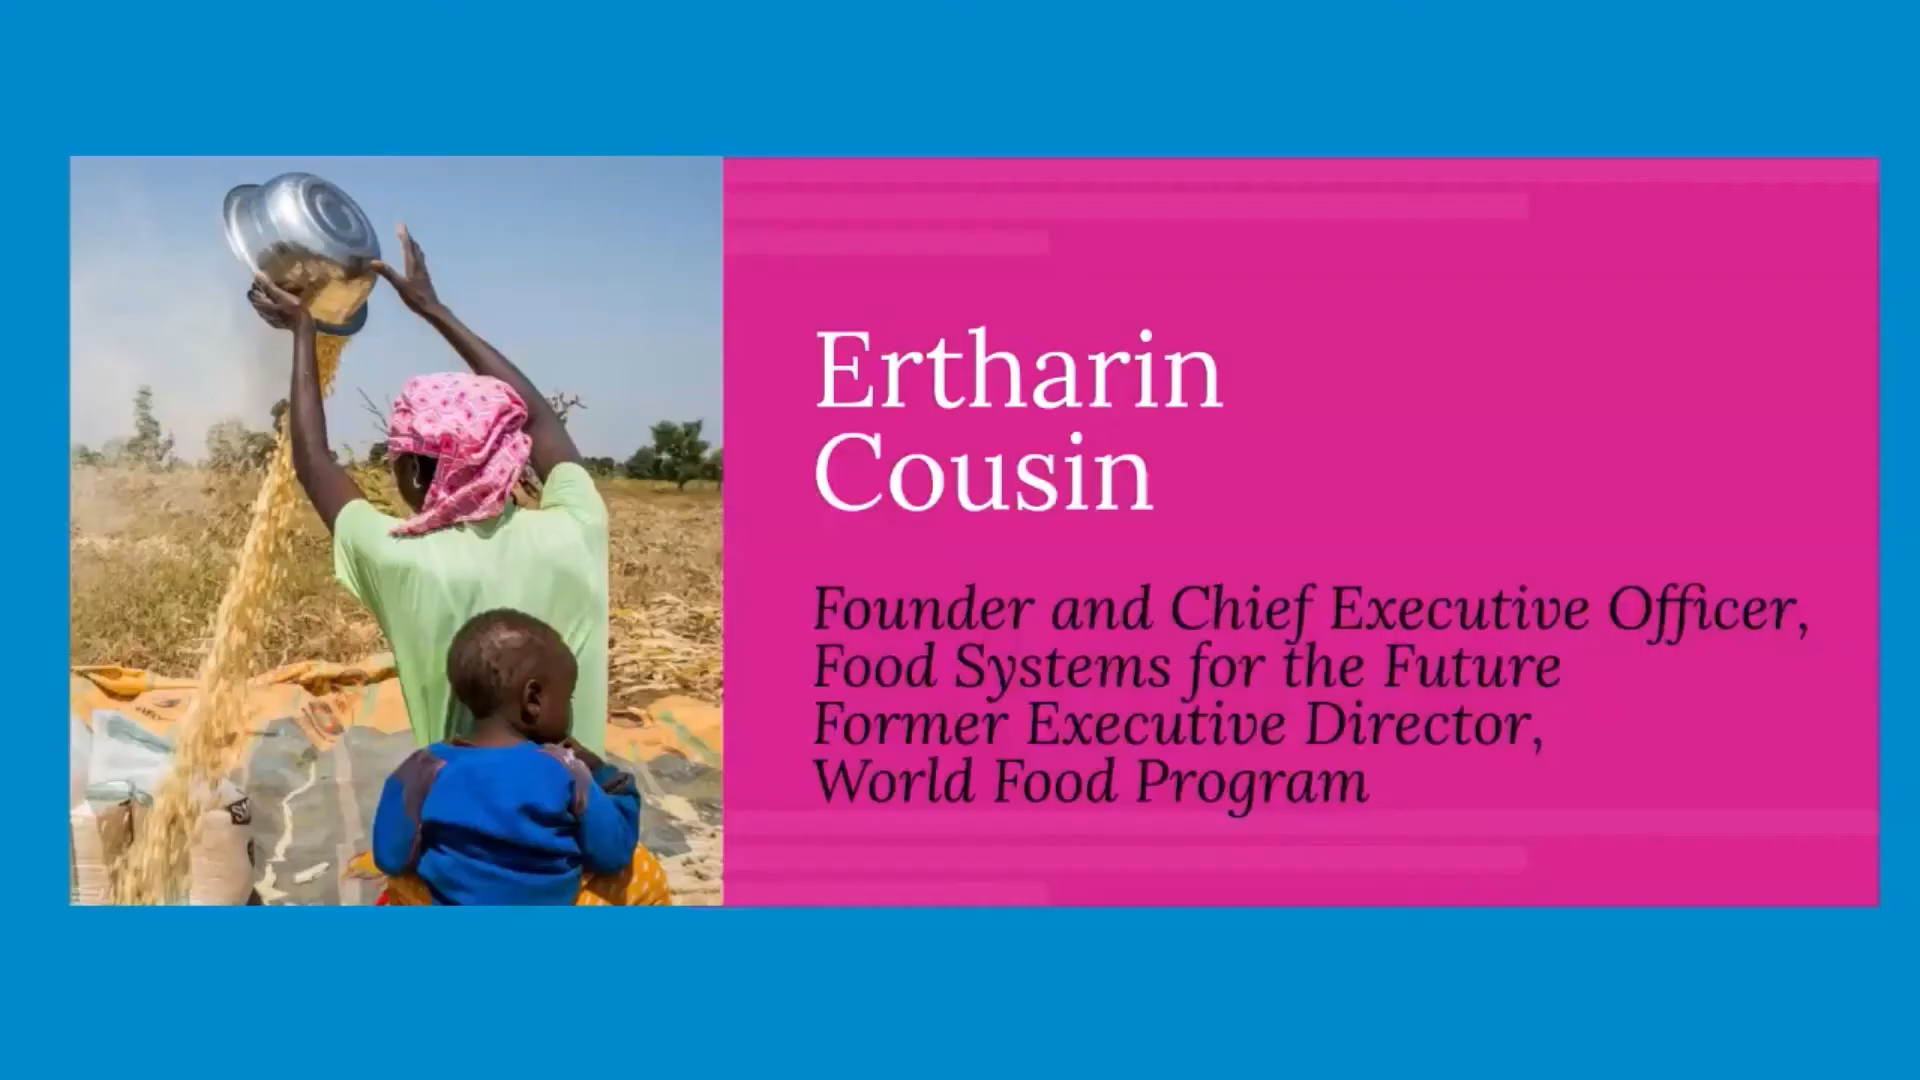 Ertharin
Cousin
Founder and Chief Executive Officer,
Food Systems for the Future
Former Executive Director,
World Food Program